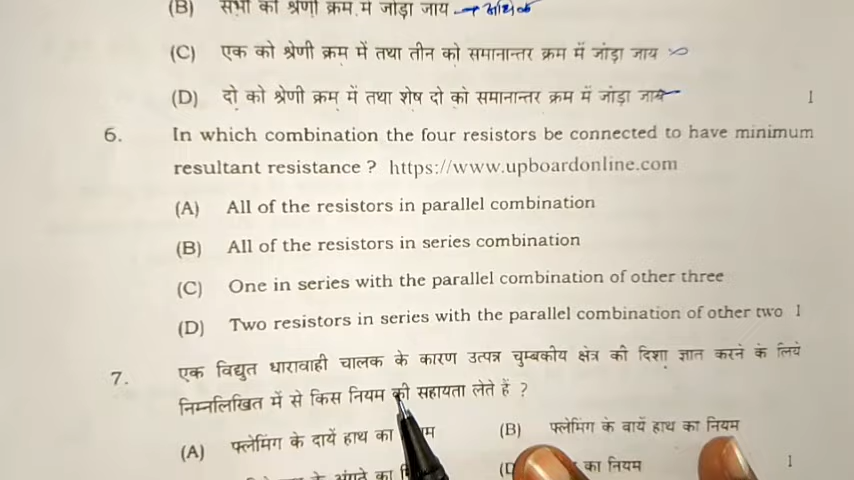 (B) सभी को श्रेणी क्रम में जोड़ा जाय → अधिक
(C) एक को श्रेणी क्रम में तथा तीन को समानान्तर क्रम में जोड़ा जाय
(D) दो को श्रेणी क्रम में तथा शेष दो को समानान्तर क्रम में जोड़ा जाय 1
6. In which combination the four resistors be connected to have minimum
resultant resistance ? https://www.upboardonline.com
(A) All of the resistors in parallel combination
(B) All of the resistors in series combination
(C) One in series with the parallel combination of other three
(D) Two resistors in series with the parallel combination of other two 1
7. एक विद्युत धारावाही चालक के कारण उत्पन्न चुम्बकीय क्षेत्र की दिशा ज्ञात करने के लिये
निम्नलिखित में से किस नियम की सहायता लेते हैं ?
(A) फ्लेमिंग के दायें हाथ का (B) फ्लेमिंग के बायें हाथ का नियम
के अंगूठे का (D का नियम 1